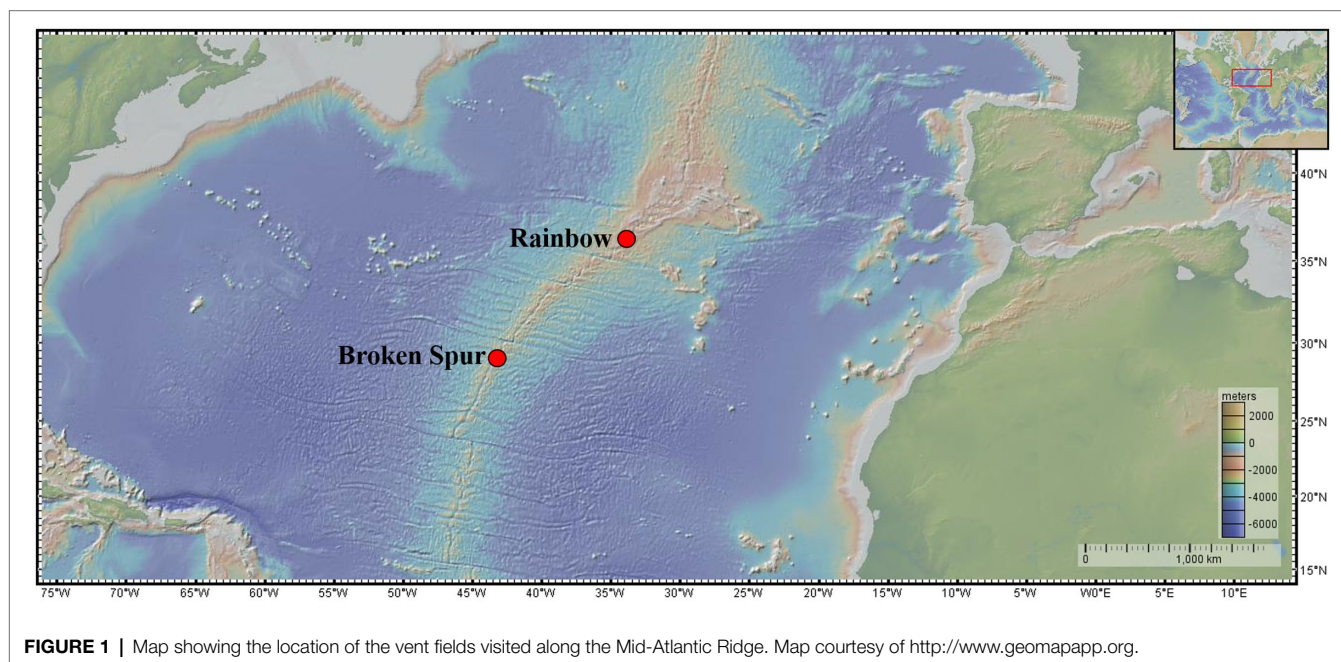 40°N
Rainbow
35°N
Broken Spur
30°N
meters
2000
0
25°N
-2000
-4000
20°N
-6000
0 1,000 km
15°N
75°W 70°W 65°W 60°W 55°W 50°W 45°W 40°W 35°W 30°W 25°W 20°W 15°W 10°W 5°W W0°E 5°E 10°E
FIGURE 1 | Map showing the location of the vent fields visited along the Mid-Atlantic Ridge. Map courtesy of http://www.geomapapp.org.